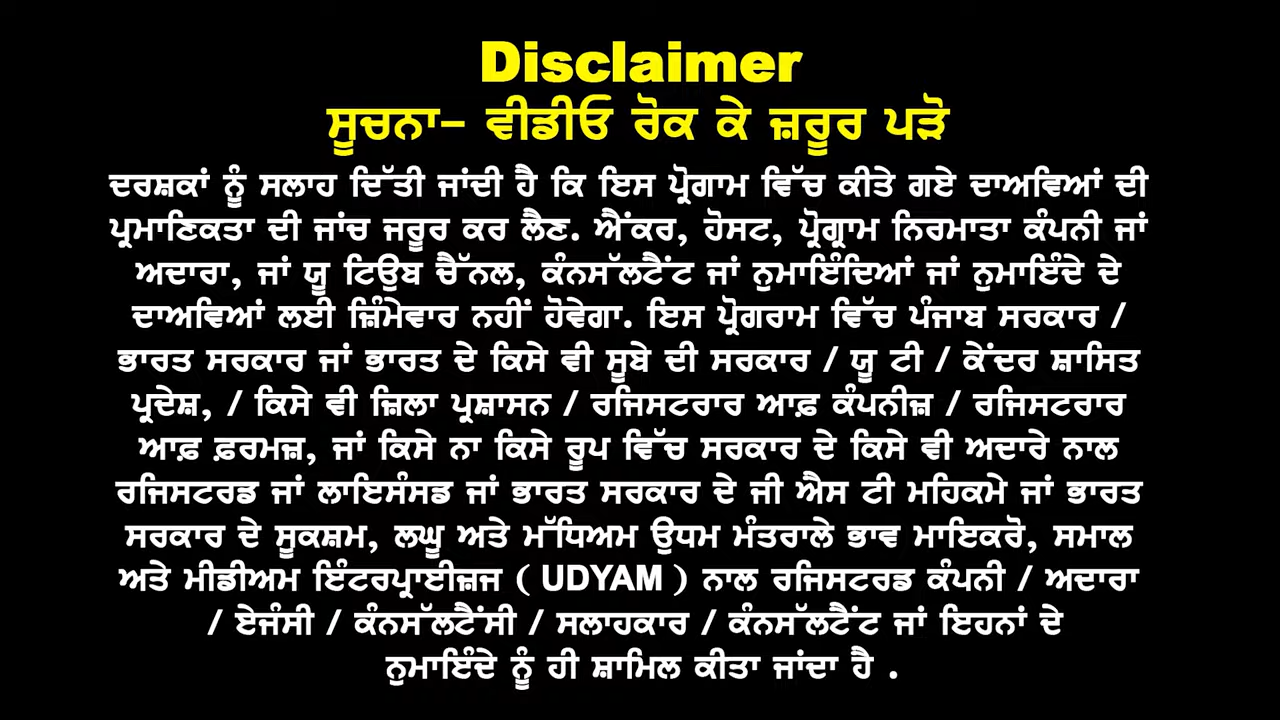 Disclaimer
ਸੂਚਨਾ- ਵੀਡੀਓ ਰੋਕ ਕੇ ਜ਼ਰੂਰ ਪੜੋ
ਦਰਸ਼ਕਾਂ ਨੂੰ ਸਲਾਹ ਦਿੱਤੀ ਜਾਂਦੀ ਹੈ ਕਿ ਇਸ ਪ੍ਰੋਗਾਮ ਵਿੱਚ ਕੀਤੇ ਗਏ ਦਾਅਵਿਆਂ ਦੀ
ਪ੍ਰਮਾਣਿਕਤਾ ਦੀ ਜਾਂਚ ਜਰੂਰ ਕਰ ਲੈਣ. ਐਂਕਰ, ਹੋਸਟ, ਪ੍ਰੋਗ੍ਰਾਮ ਨਿਰਮਾਤਾ ਕੰਪਨੀ ਜਾਂ
ਅਦਾਰਾ, ਜਾਂ ਯੂ ਟਿਉਬ ਚੈੱਨਲ, ਕੰਨਸੱਲਟੈਂਟ ਜਾਂ ਨੁਮਾਇੰਦਿਆਂ ਜਾਂ ਨੁਮਾਇੰਦੇ ਦੇ
ਦਾਅਵਿਆਂ ਲਈ ਜ਼ਿੰਮੇਵਾਰ ਨਹੀਂ ਹੋਵੇਗਾ. ਇਸ ਪ੍ਰੋਗਰਾਮ ਵਿੱਚ ਪੰਜਾਬ ਸਰਕਾਰ /
ਭਾਰਤ ਸਰਕਾਰ ਜਾਂ ਭਾਰਤ ਦੇ ਕਿਸੇ ਵੀ ਸੂਬੇ ਦੀ ਸਰਕਾਰ / ਯੂ ਟੀ / ਕੇਂਦਰ ਸ਼ਾਸਿਤ
ਪ੍ਰਦੇਸ਼, / ਕਿਸੇ ਵੀ ਜ਼ਿਲਾ ਪ੍ਰਸ਼ਾਸਨ / ਰਜਿਸਟਰਾਰ ਆਫ਼ ਕੰਪਨੀਜ਼ / ਰਜਿਸਟਰਾਰ
ਆਫ਼ ਫ਼ਰਮਜ਼, ਜਾਂ ਕਿਸੇ ਨਾ ਕਿਸੇ ਰੂਪ ਵਿੱਚ ਸਰਕਾਰ ਦੇ ਕਿਸੇ ਵੀ ਅਦਾਰੇ ਨਾਲ
ਰਜਿਸਟਰਡ ਜਾਂ ਲਾਇਸੰਸਡ ਜਾਂ ਭਾਰਤ ਸਰਕਾਰ ਦੇ ਜੀ ਐਸ ਟੀ ਮਹਿਕਮੇ ਜਾਂ ਭਾਰਤ
ਸਰਕਾਰ ਦੇ ਸੂਕਸ਼ਮ, ਲਘੂ ਅਤੇ ਮੱਧਿਅਮ ਉਧਮ ਮੰਤਰਾਲੇ ਭਾਵ ਮਾਇਕਰੋ, ਸਮਾਲ
ਅਤੇ ਮੀਡੀਅਮ ਇੰਟਰਪ੍ਰਾਈਜ਼ਜ ( UDYAM ) ਨਾਲ ਰਜਿਸਟਰਡ ਕੰਪਨੀ / ਅਦਾਰਾ
/ ਏਜੰਸੀ / ਕੰਨਸੱਲਟੈਂਸੀ / ਸਲਾਹਕਾਰ / ਕੰਨਸੱਲਟੈਂਟ ਜਾਂ ਇਹਨਾਂ ਦੇ
ਨੁਮਾਇੰਦੇ ਨੂੰ ਹੀ ਸ਼ਾਮਿਲ ਕੀਤਾ ਜਾਂਦਾ ਹੈ .